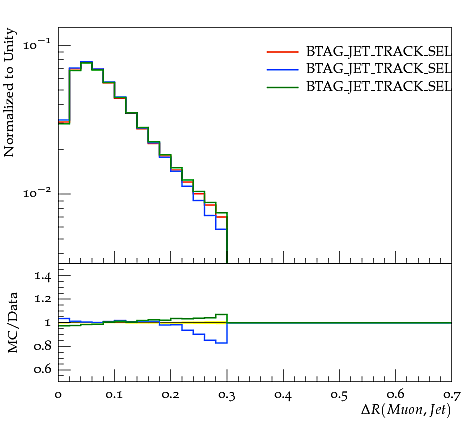 Normalized to Unity
10⁻¹
10⁻²
BTAG_JET_TRACK_SEL
BTAG_JET_TRACK_SEL
BTAG_JET_TRACK_SEL
MC/Data
1.4
1.2
1
0.8
0.6
0 0.1 0.2 0.3 0.4 0.5 0.6 0.7
ΔR(Muon, Jet)